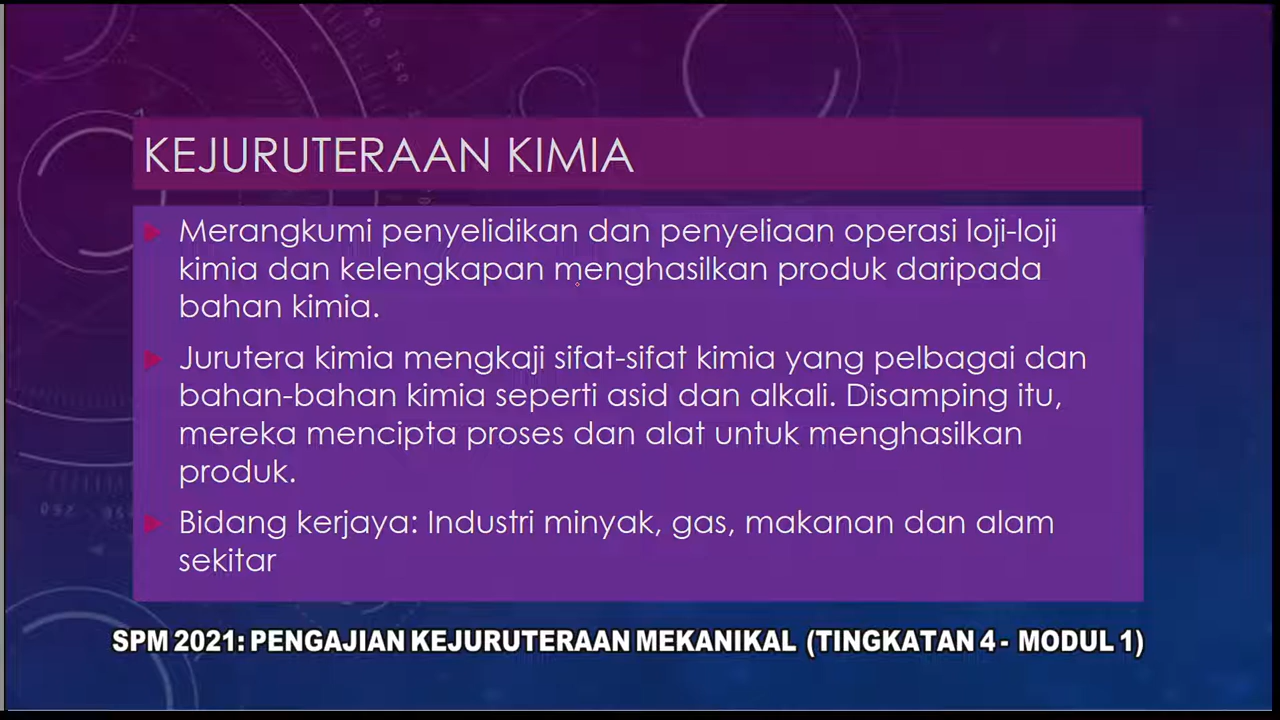 KEJURUTERAAN KIMIA
Merangkumi penyelidikan dan penyeliaan operasi loji-loji
kimia dan kelengkapan menghasilkan produk daripada
bahan kimia.
Jurutera kimia mengkaji sifat-sifat kimia yang pelbagai dan
bahan-bahan kimia seperti asid dan alkali. Disamping itu,
mereka mencipta proses dan alat untuk menghasilkan
produk.
Bidang kerjaya: Industri minyak, gas, makanan dan alam
sekitar
SPM 2021: PENGAJIAN KEJURUTERAAN MEKANIKAL (TINGKATAN 4 - MODUL 1)